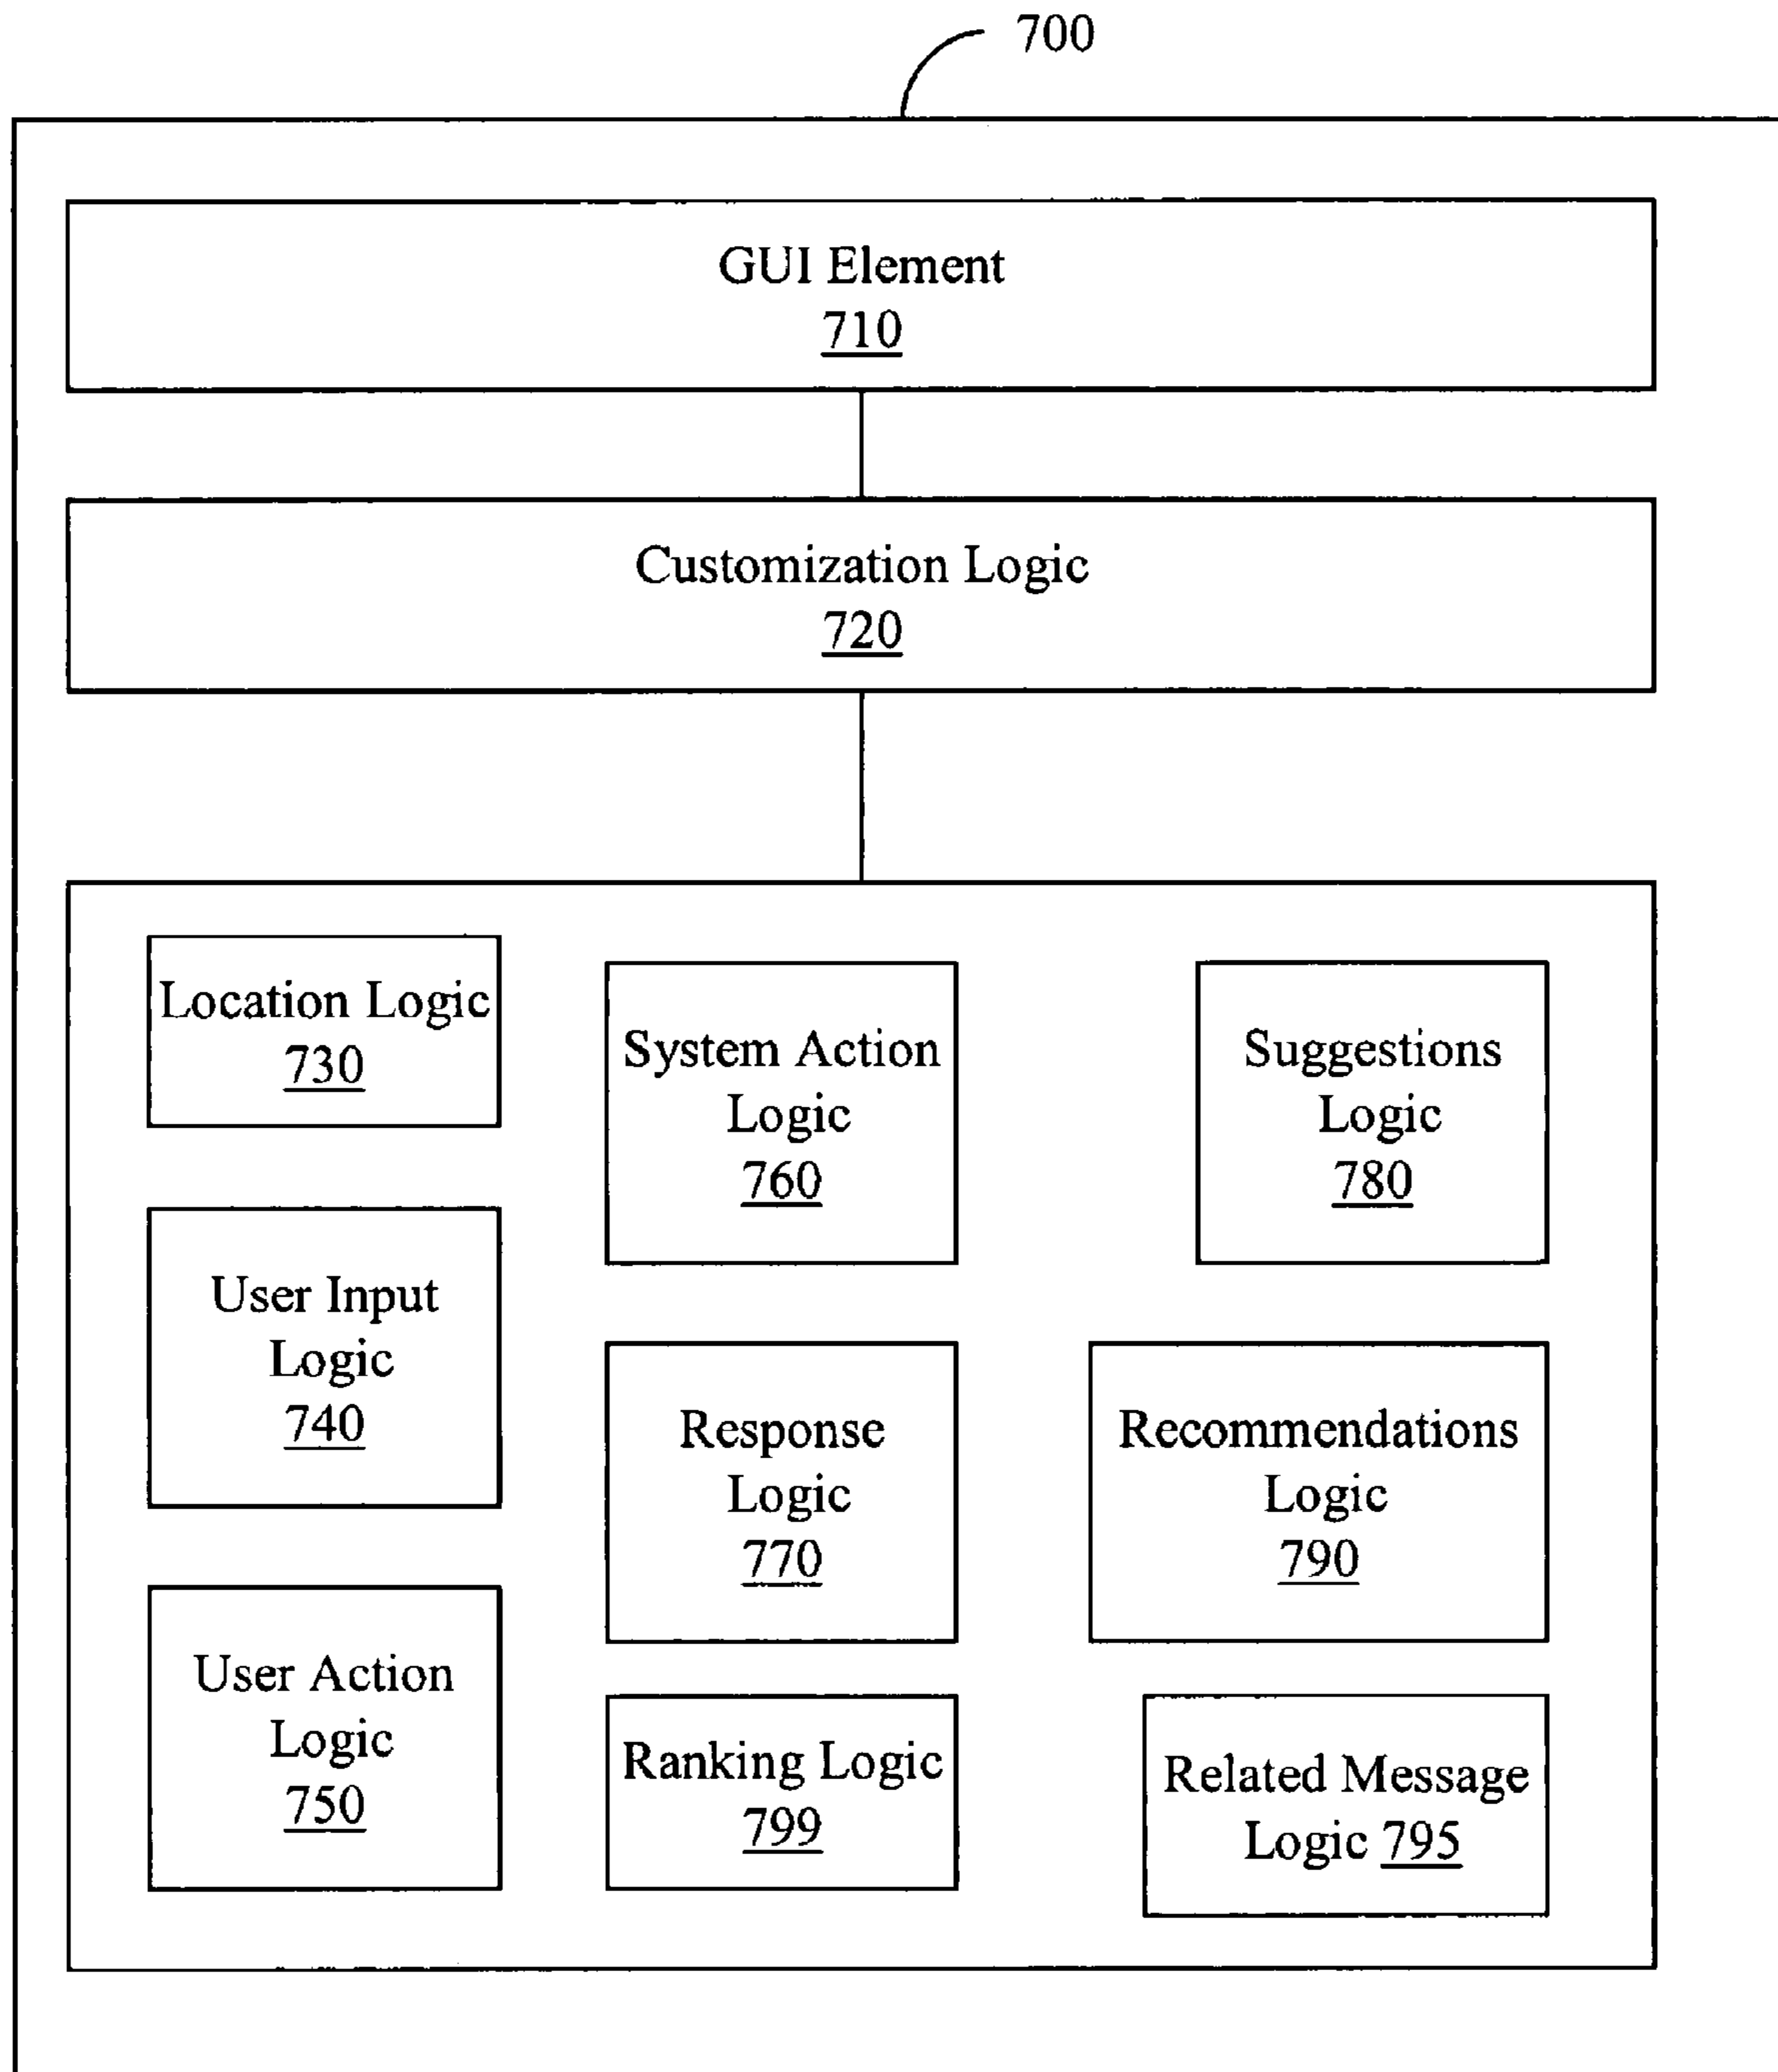 700
GUI Element
710
Customization Logic
720
Location Logic
730
User Input
Logic
740
User Action
Logic
750
System Action
Logic
760
Response
Logic
770
Ranking Logic
799
Suggestions
Logic
780
Recommendations
Logic
790
Related Message
Logic 795